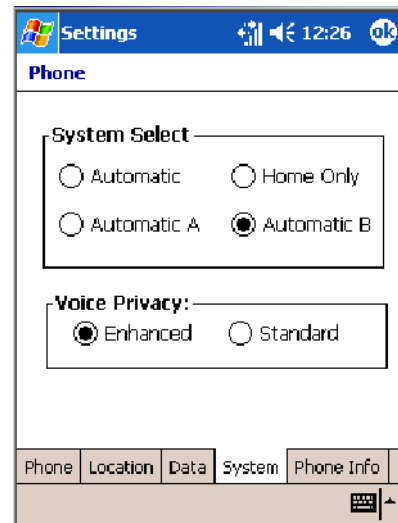 Settings 12:26 ok
Phone
System Select
Automatic Home Only
Automatic A Automatic B
Voice Privacy:
Enhanced Standard
Phone Location Data System Phone Info